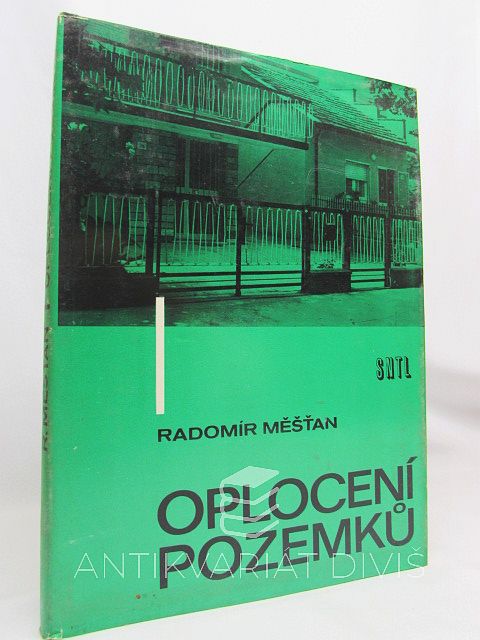 SNTL
RADOMÍR MĚŠŤAN
OPLOCENÍ
POZEMKŮ
ANTIKVARIÁT DIVIŠ